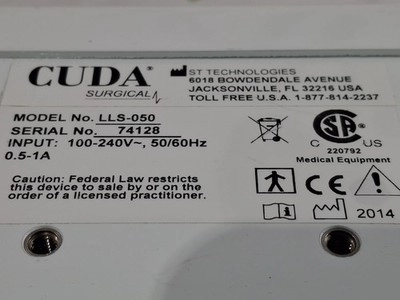 CUDA
SURGICAL
ST TECHNOLOGIES
6018 BOWDENDALE AVENUE
JACKSONVILLE, FL 32216 USA
TOLL FREE U.S.A. 1-877-814-2237
MODEL No. LLS-050
SERIAL No. 74128
INPUT: 100-240V~, 50/60Hz
0.5-1A
Caution: Federal Law restricts
this device to sale by or on the
order of a licensed practitioner.
CSA
C US
220792
Medical Equipment
CE
2014